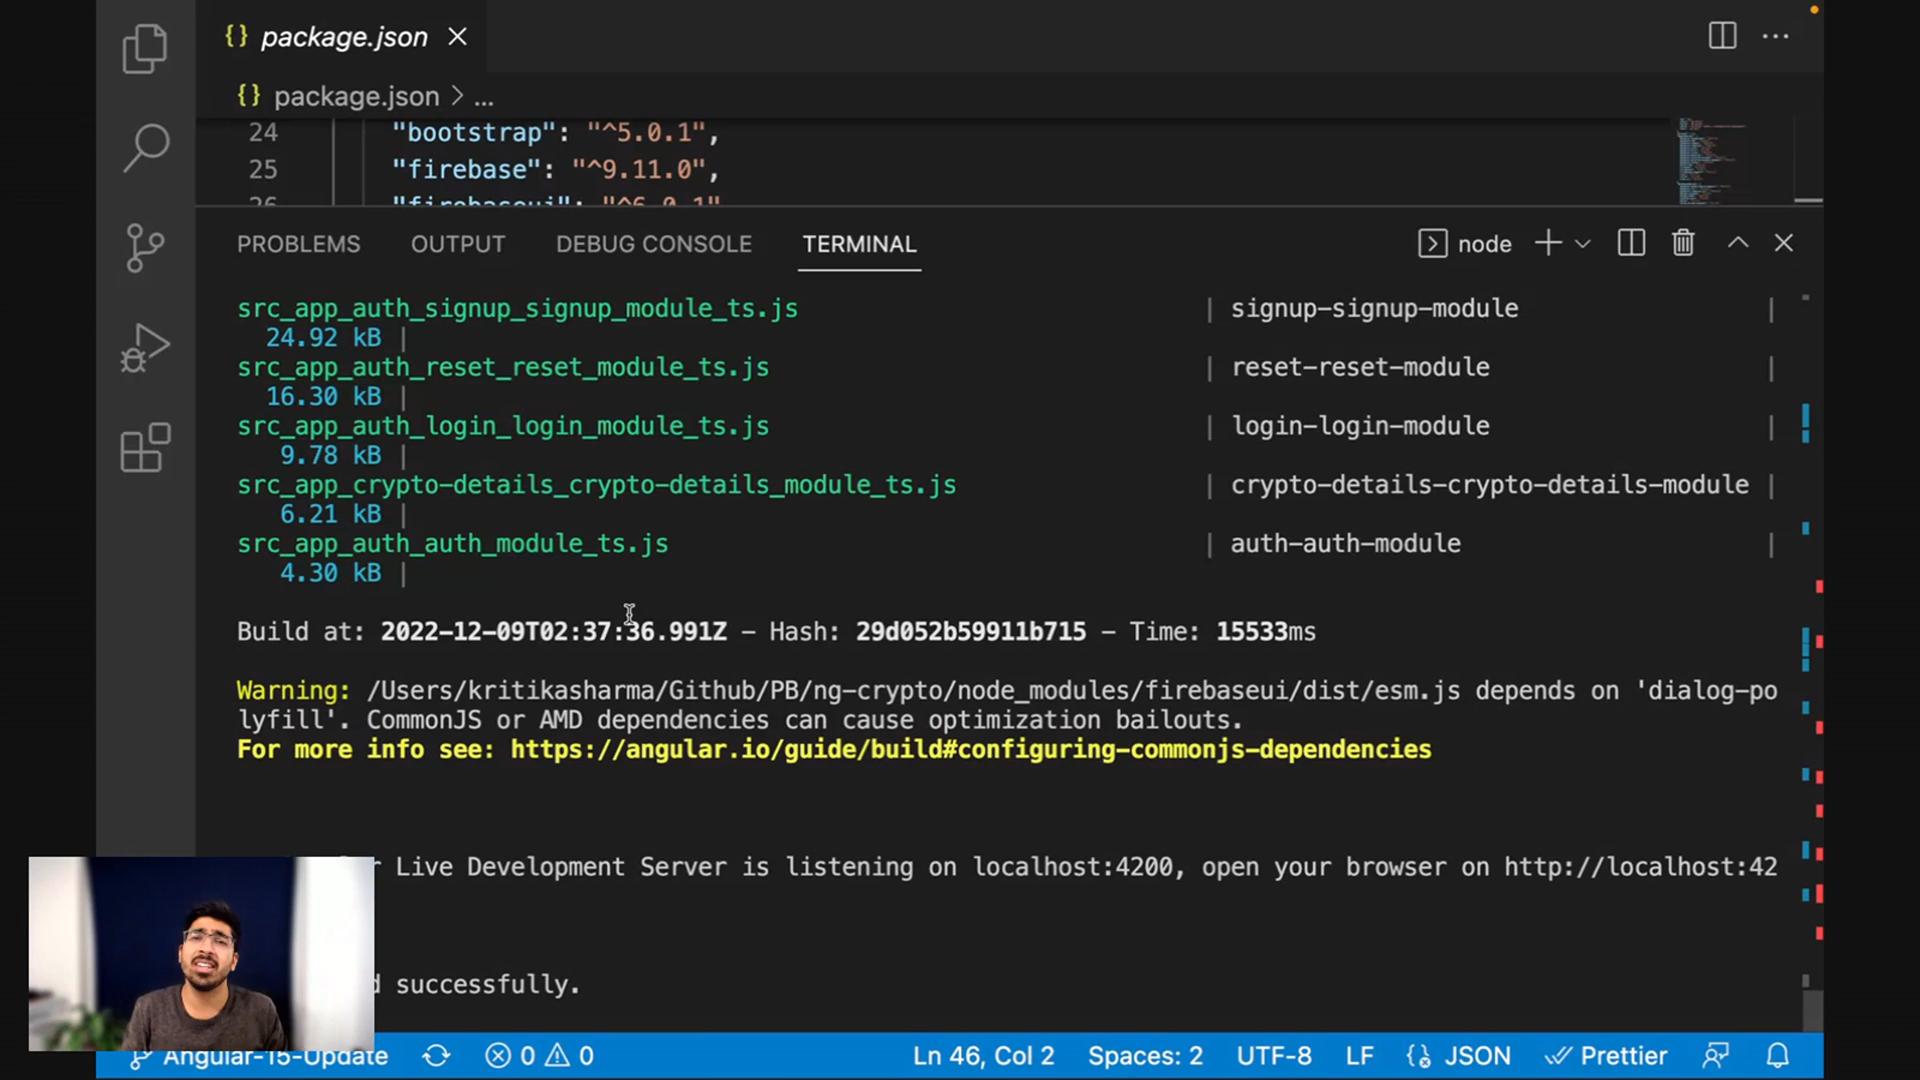 {} package.json
{} package.json > ...
24 "bootstrap": "^5.0.1",
25 "firebase": "^9.11.0",
26 "firebaseui": "^6.0.1"
PROBLEMS OUTPUT DEBUG CONSOLE TERMINAL node
src_app_auth_signup_signup_module_ts.js | signup-signup-module |
24.92 kB |
src_app_auth_reset_reset_module_ts.js | reset-reset-module |
16.30 kB |
src_app_auth_login_login_module_ts.js | login-login-module |
9.78 kB |
src_app_crypto-details_crypto-details_module_ts.js | crypto-details-crypto-details-module |
6.21 kB |
src_app_auth_auth_module_ts.js | auth-auth-module |
4.30 kB |
Build at: 2022-12-09T02:37:36.991Z - Hash: 29d052b59911b715 - Time: 15533ms
Warning: /Users/kritikasharma/Github/PB/ng-crypto/node_modules/firebaseui/dist/esm.js depends on 'dialog-po
lyfill'. CommonJS or AMD dependencies can cause optimization bailouts.
For more info see: https://angular.io/guide/build#configuring-commonjs-dependencies
Live Development Server is listening on localhost:4200, open your browser on http://localhost:42
successfully.
Angular-15-Update 0 0 Ln 46, Col 2 Spaces: 2 UTF-8 LF {} JSON Prettier